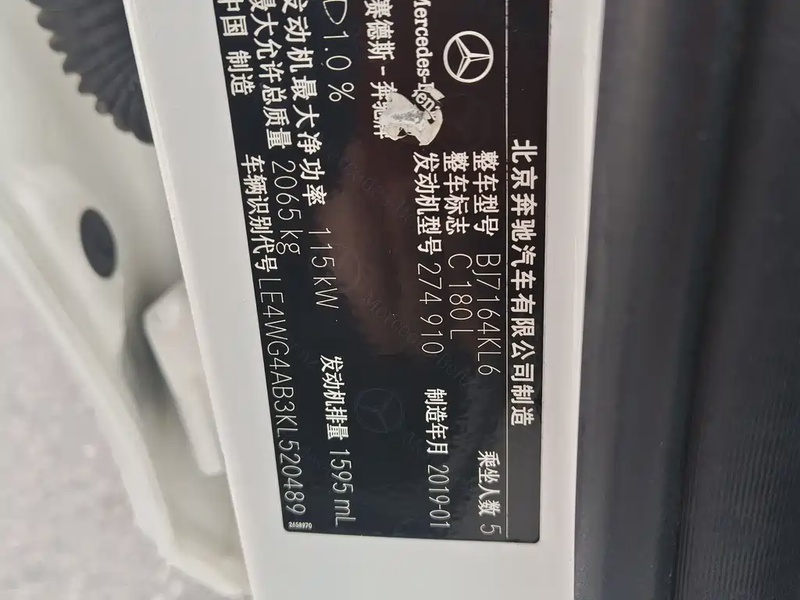 北京奔驰汽车有限公司制造
Mercedes-Benz
赛德斯-奔驰牌
整车型号 BJ7164KL6 乘坐人数 5
整车标志 C 180 L
发动机型号 274 910 制造年月 2019-01
D1.0 %
发动机最大净功率 115 kW 发动机排量 1595 mL
最大允许总质量 2065 kg
中国 制造 车辆识别代号 LE4WG4AB3KL520489